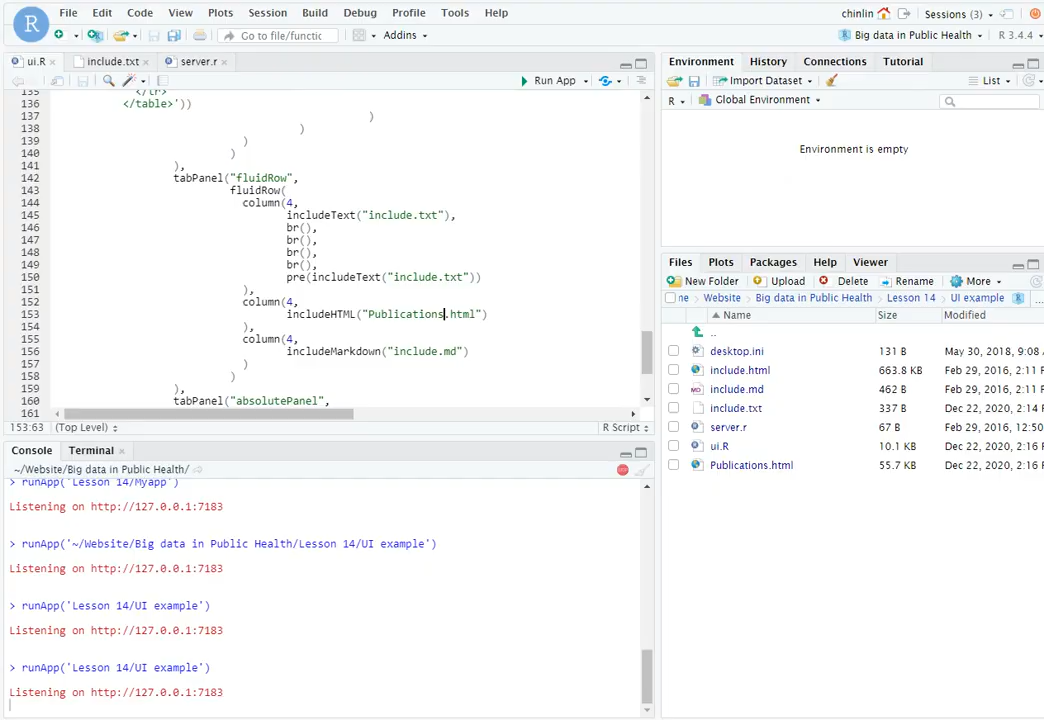 File Edit Code View Plots Session Build Debug Profile Tools Help
chinlin Sessions (3)
R Go to file/functic Addins
Big data in Public Health R 3.4.4
ui.R include.txt server.r
Run App
135 </tr>
136 </table>'))
137 )
138 )
139 )
140 )
141 ),
142 tabPanel("fluidRow",
143 fluidRow(
144 column(4,
145 includeText("include.txt"),
146 br(),
147 br(),
148 br(),
149 br(),
150 pre(includeText("include.txt"))
151 ),
152 column(4,
153 includeHTML("Publications.html")
154 ),
155 column(4,
156 includeMarkdown("include.md")
157 )
158 )
159 ),
160 tabPanel("absolutePanel",
161
153:63 (Top Level) R Script
Console Terminal
~/Website/Big data in Public Health/
> runApp('Lesson 14/Myapp')
Listening on http://127.0.0.1:7183
> runApp('~/Website/Big data in Public Health/Lesson 14/UI example')
Listening on http://127.0.0.1:7183
> runApp('Lesson 14/UI example')
Listening on http://127.0.0.1:7183
> runApp('Lesson 14/UI example')
Listening on http://127.0.0.1:7183
Environment History Connections Tutorial
Import Dataset List
R Global Environment
Environment is empty
Files Plots Packages Help Viewer
New Folder Upload Delete Rename More
ne Website Big data in Public Health Lesson 14 UI example ...
Name Size Modified
..
desktop.ini 131 B May 30, 2018, 9:08
include.html 663.8 KB Feb 29, 2016, 2:11
include.md 462 B Feb 29, 2016, 2:11
include.txt 337 B Dec 22, 2020, 2:14
server.r 67 B Feb 29, 2016, 12:50
ui.R 10.1 KB Dec 22, 2020, 2:16
Publications.html 55.7 KB Dec 22, 2020, 2:16